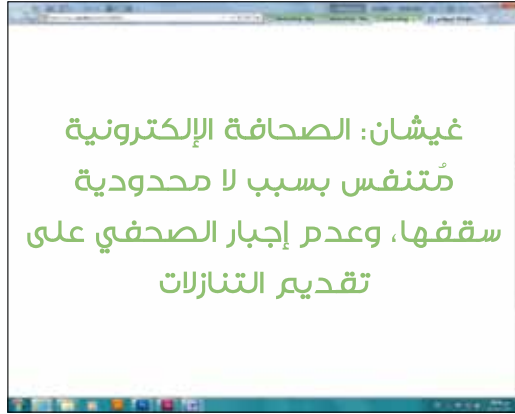 غيشان: الصحافة الإلكترونية
مُتنفس بسبب لا محدودية
سقفها، وعدم إجبار الصحفي على
تقديم التنازلات